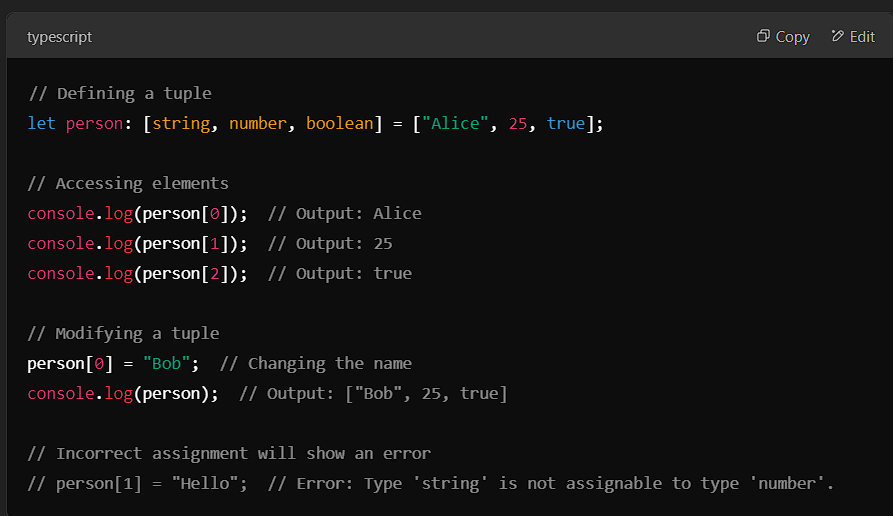 typescript
Copy
Edit
// Defining a tuple
let person: [string, number, boolean] = ["Alice", 25, true];
// Accessing elements
console.log(person[0]);  // Output: Alice
console.log(person[1]);  // Output: 25
console.log(person[2]);  // Output: true
// Modifying a tuple
person[0] = "Bob";  // Changing the name
console.log(person);  // Output: ["Bob", 25, true]
// Incorrect assignment will show an error
// person[1] = "Hello";  // Error: Type 'string' is not assignable to type 'number'.